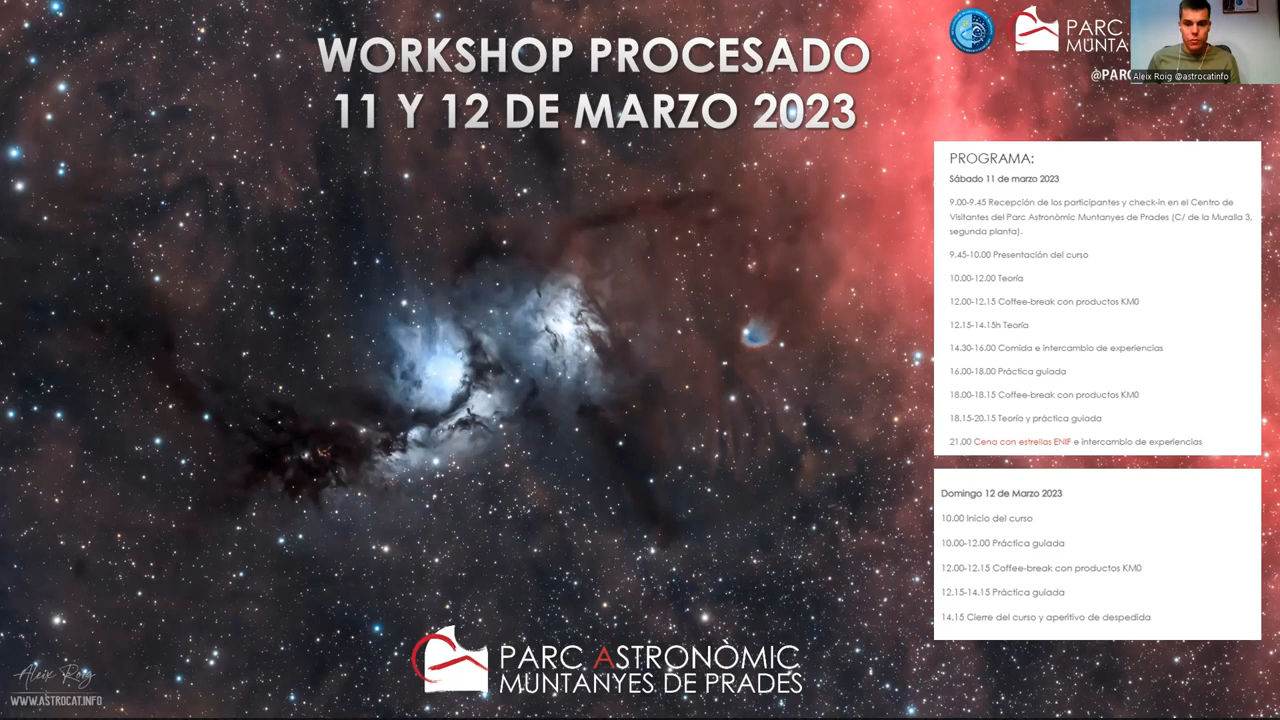 WORKSHOP PROCESADO
11 Y 12 DE MARZO 2023
PARC
MUNTA
@PARC
Aleix Roig @astrocatinfo
PROGRAMA:
Sábado 11 de marzo 2023
9.00-9.45 Recepción de los participantes y check-in en el Centro de
Visitantes del Parc Astronòmic Muntanyes de Prades (C/ de la Muralla 3,
segunda planta).
9.45-10.00 Presentación del curso
10.00-12.00 Teoría
12.00-12.15 Coffee-break con productos KM0
12.15-14.15h Teoría
14.30-16.00 Comida e intercambio de experiencias
16.00-18.00 Práctica guiada
18.00-18.15 Coffee-break con productos KM0
18.15-20.15 Teoría y práctica guiada
21.00 Cena con estrellas ENIF e intercambio de experiencias
Domingo 12 de Marzo 2023
10.00 Inicio del curso
10.00-12.00 Práctica guiada
12.00-12.15 Coffee-break con productos KM0
12.15-14.15 Práctica guiada
14.15 Cierre del curso y aperitivo de despedida
PARC ASTRONÒMIC
MUNTANYES DE PRADES
Aleix Roig
WWW.ASTROCAT.INFO